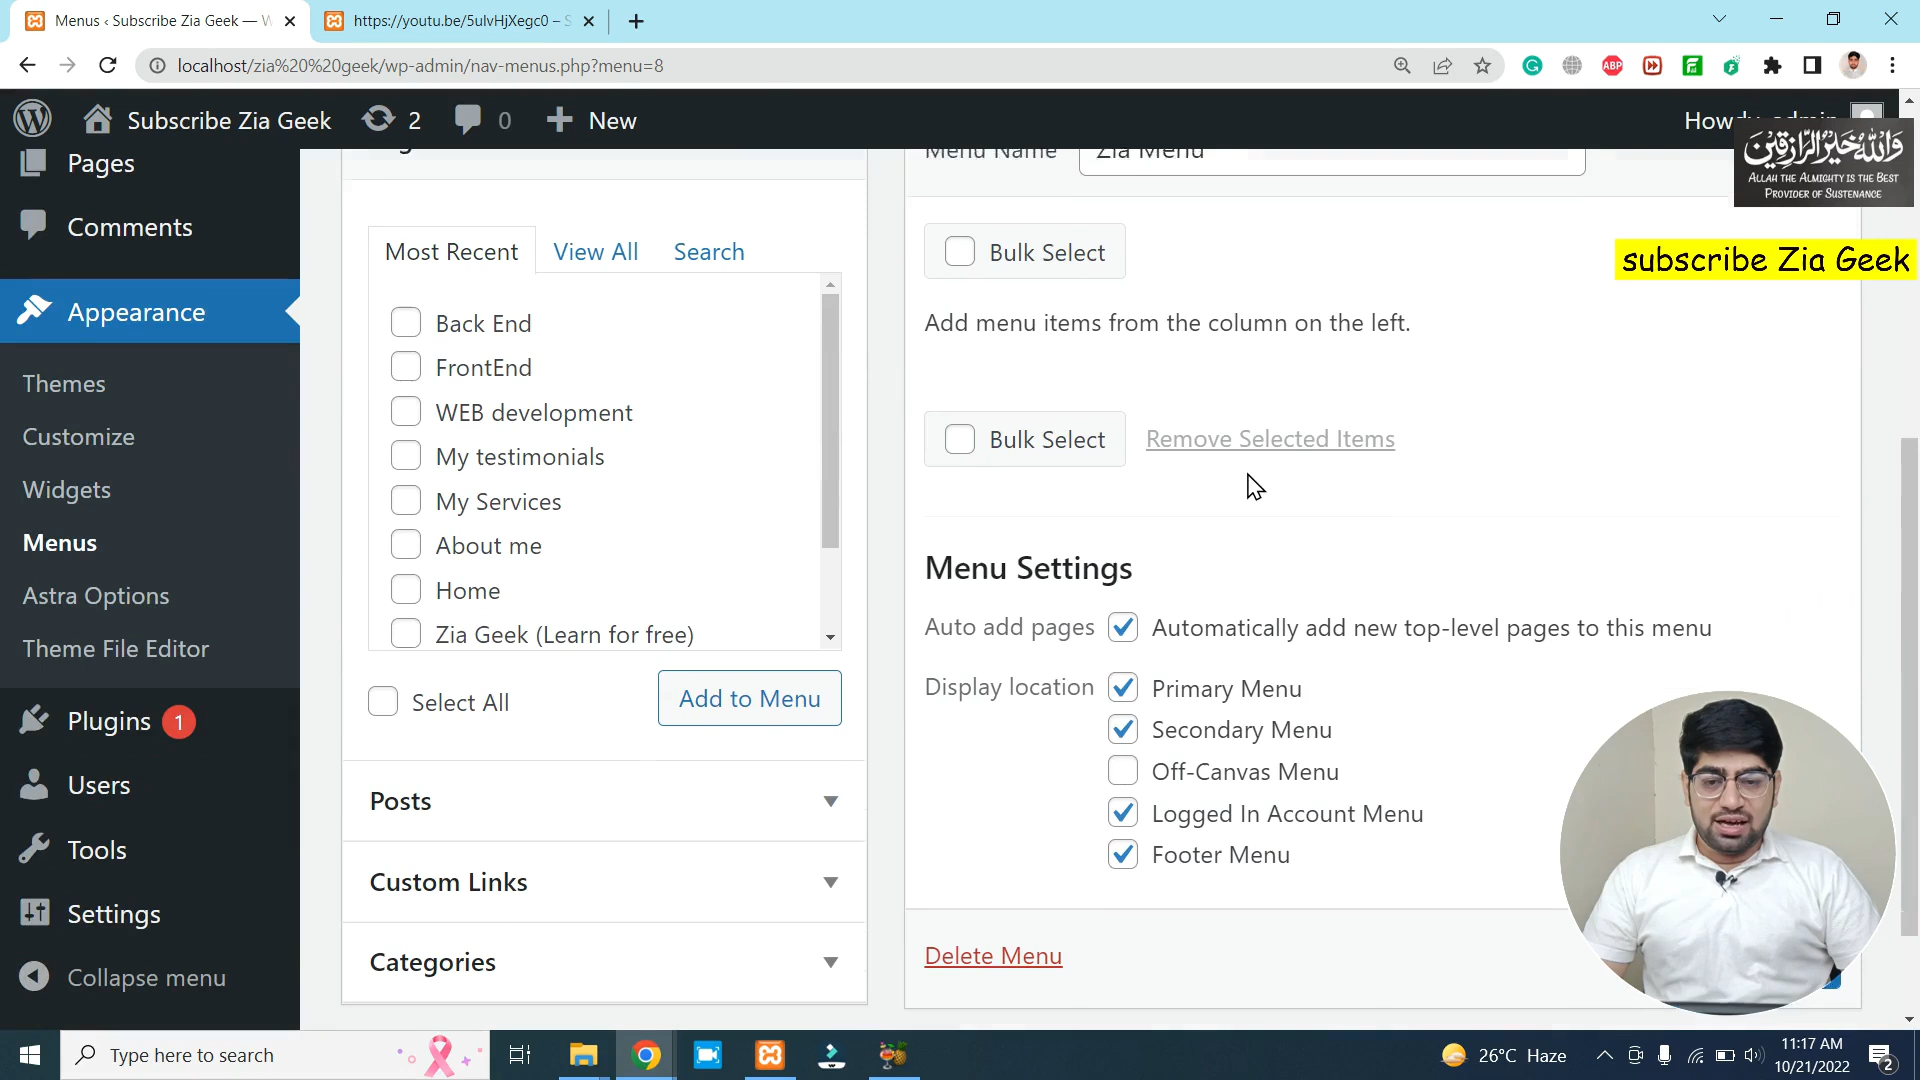 Menus ‹ Subscribe Zia Geek — W
https://youtu.be/5ulvHjXegc0 – S
localhost/zia%20%20geek/wp-admin/nav-menus.php?menu=8
Subscribe Zia Geek
2
0
New
Howdy, admin
ABP
وَاللّٰهُ خَيْرُ الرَّازِقِينَ
ALLAH THE ALMIGHTY IS THE BEST
PROVIDER OF SUSTENANCE
subscribe Zia Geek
Pages
Comments
Appearance
Themes
Customize
Widgets
Menus
Astra Options
Theme File Editor
Plugins 1
Users
Tools
Settings
Collapse menu
Most Recent
View All
Search
Back End
FrontEnd
WEB development
My testimonials
My Services
About me
Home
Zia Geek (Learn for free)
Select All
Add to Menu
Posts
Custom Links
Categories
Menu Name
Zia Menu
Bulk Select
Add menu items from the column on the left.
Bulk Select
Remove Selected Items
Menu Settings
Auto add pages
Automatically add new top-level pages to this menu
Display location
Primary Menu
Secondary Menu
Off-Canvas Menu
Logged In Account Menu
Footer Menu
Delete Menu
Type here to search
26°C Haze
11:17 AM
10/21/2022
2